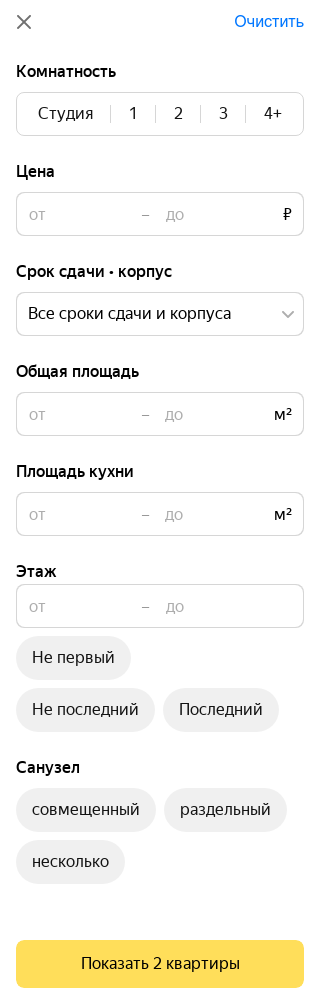 Очистить
Комнатность
Студия 1 2 3 4+
Цена
от – до ₽
Срок сдачи • корпус
Все сроки сдачи и корпуса
Общая площадь
от – до м²
Площадь кухни
от – до м²
Этаж
от – до
Не первый
Не последний Последний
Санузел
совмещенный раздельный
несколько
Показать 2 квартиры